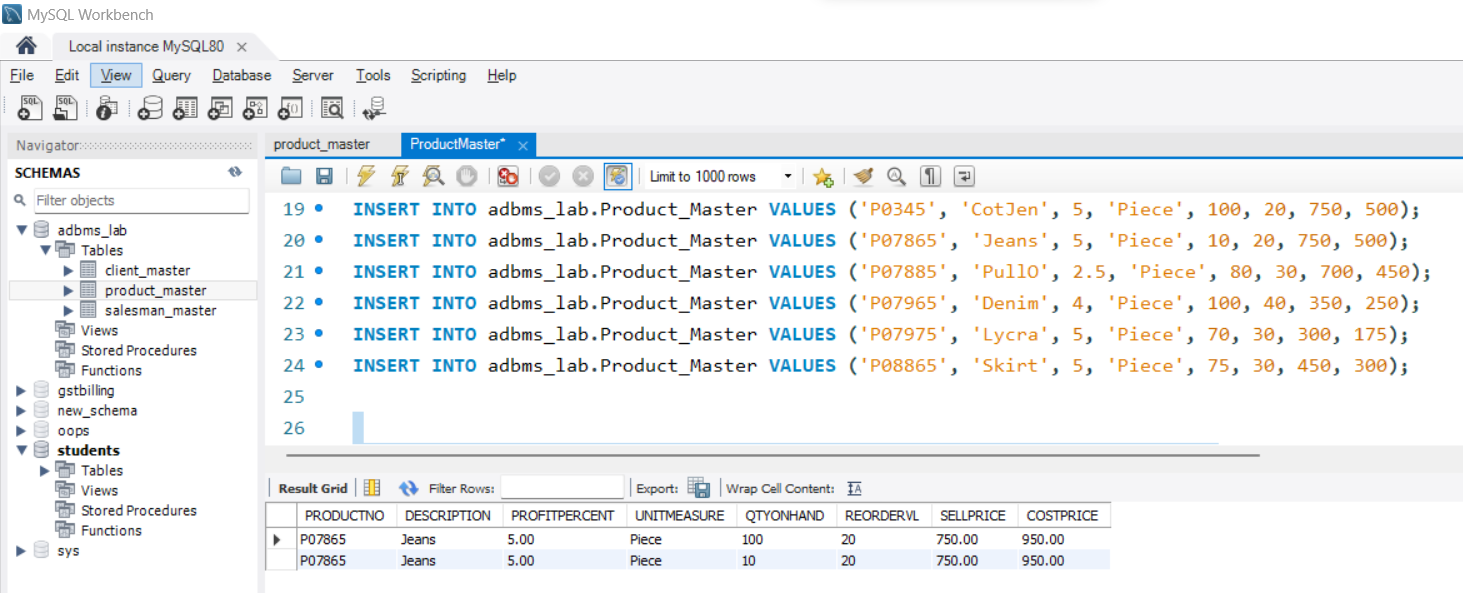 MySQL Workbench
Local instance MySQL80
File Edit View Query Database Server Tools Scripting Help
Navigator
SCHEMAS
Filter objects
adbms_lab
Tables
client_master
product_master
salesman_master
Views
Stored Procedures
Functions
gstbilling
new_schema
oops
students
Tables
Views
Stored Procedures
Functions
sys
product_master ProductMaster*
Limit to 1000 rows
19 INSERT INTO adbms_lab.Product_Master VALUES ('P0345', 'CotJen', 5, 'Piece', 100, 20, 750, 500);
20 INSERT INTO adbms_lab.Product_Master VALUES ('P07865', 'Jeans', 5, 'Piece', 10, 20, 750, 500);
21 INSERT INTO adbms_lab.Product_Master VALUES ('P07885', 'PullO', 2.5, 'Piece', 80, 30, 700, 450);
22 INSERT INTO adbms_lab.Product_Master VALUES ('P07965', 'Denim', 4, 'Piece', 100, 40, 350, 250);
23 INSERT INTO adbms_lab.Product_Master VALUES ('P07975', 'Lycra', 5, 'Piece', 70, 30, 300, 175);
24 INSERT INTO adbms_lab.Product_Master VALUES ('P08865', 'Skirt', 5, 'Piece', 75, 30, 450, 300);
25
26
Result Grid Filter Rows: Export: Wrap Cell Content:
PRODUCTNO DESCRIPTION PROFITPERCENT UNITMEASURE QTYONHAND REORDERVL SELLPRICE COSTPRICE
P07865 Jeans 5.00 Piece 100 20 750.00 950.00
P07865 Jeans 5.00 Piece 10 20 750.00 950.00